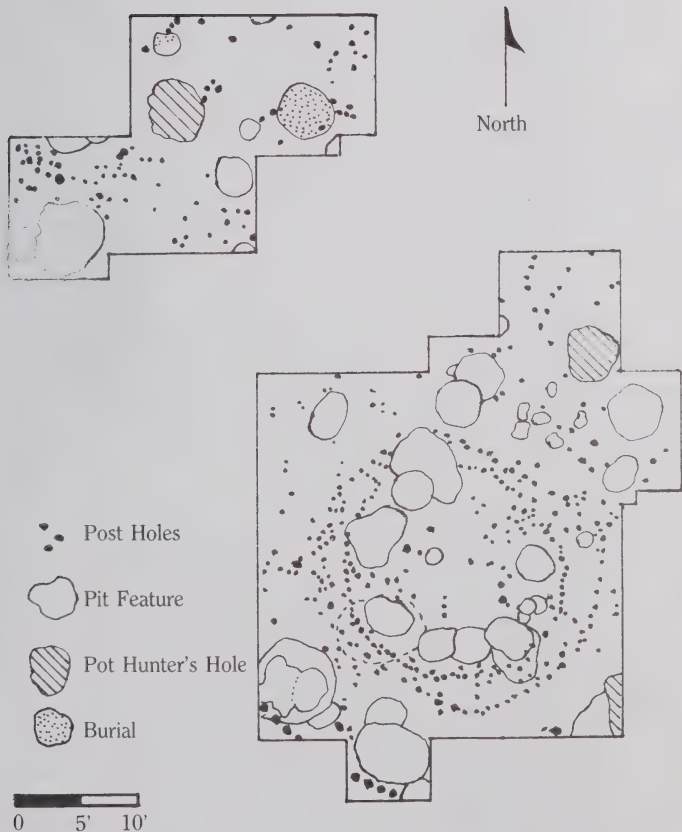 North
Post Holes
Pit Feature
Pot Hunter's Hole
Burial
0 5' 10'